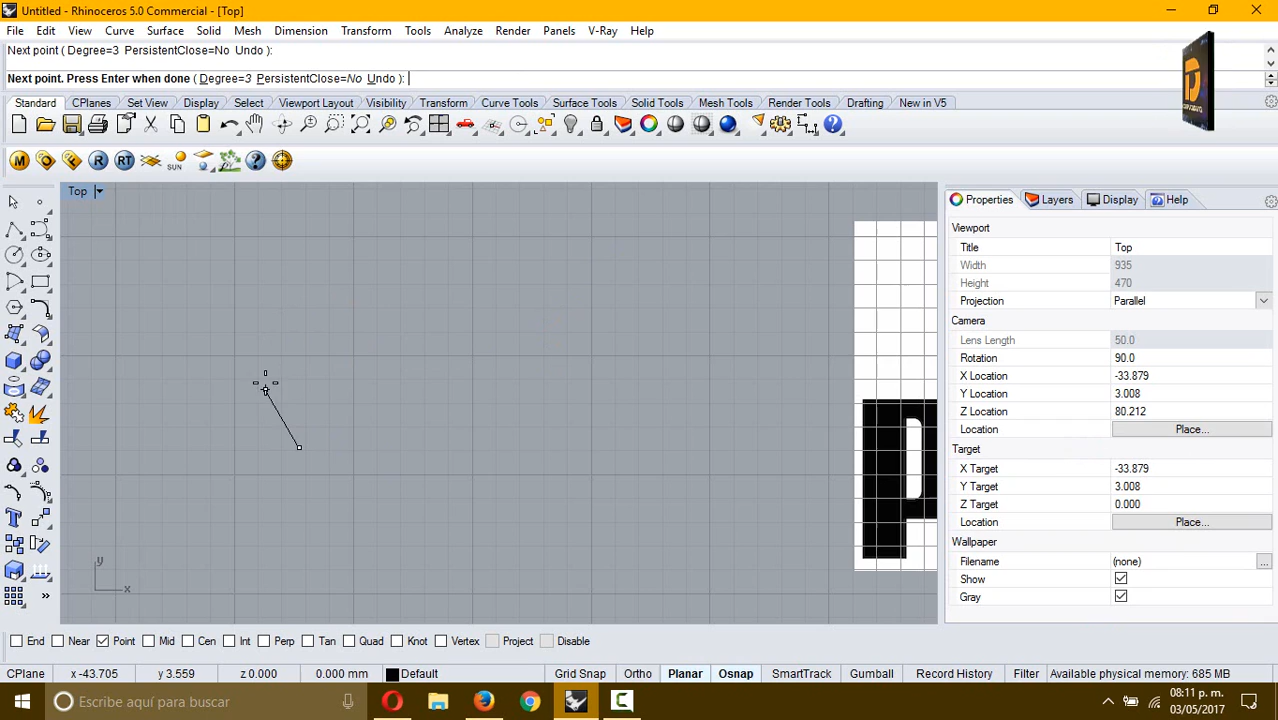 Untitled - Rhinoceros 5.0 Commercial - [Top]
File Edit View Curve Surface Solid Mesh Dimension Transform Tools Analyze Render Panels V-Ray Help
Next point ( Degree=3 PersistentClose=No Undo ):
Next point. Press Enter when done ( Degree=3 PersistentClose=No Undo ):
Standard CPlanes Set View Display Select Viewport Layout Visibility Transform Curve Tools Surface Tools Solid Tools Mesh Tools Render Tools Drafting New in V5
M O F R RT SUN
Top
Properties Layers Display Help
Viewport
Title Top
Width 935
Height 470
Projection Parallel
Camera
Lens Length 50.0
Rotation 90.0
X Location -33.879
Y Location 3.008
Z Location 80.212
Location Place...
Target
X Target -33.879
Y Target 3.008
Z Target 0.000
Location Place...
Wallpaper
Filename (none) ...
Show
Gray
y
x
End Near Point Mid Cen Int Perp Tan Quad Knot Vertex Project Disable
CPlane x -43.705 y 3.559 z 0.000 0.000 mm Default Grid Snap Ortho Planar Osnap SmartTrack Gumball Record History Filter Available physical memory: 685 MB
Escribe aquí para buscar
08:11 p. m.
03/05/2017